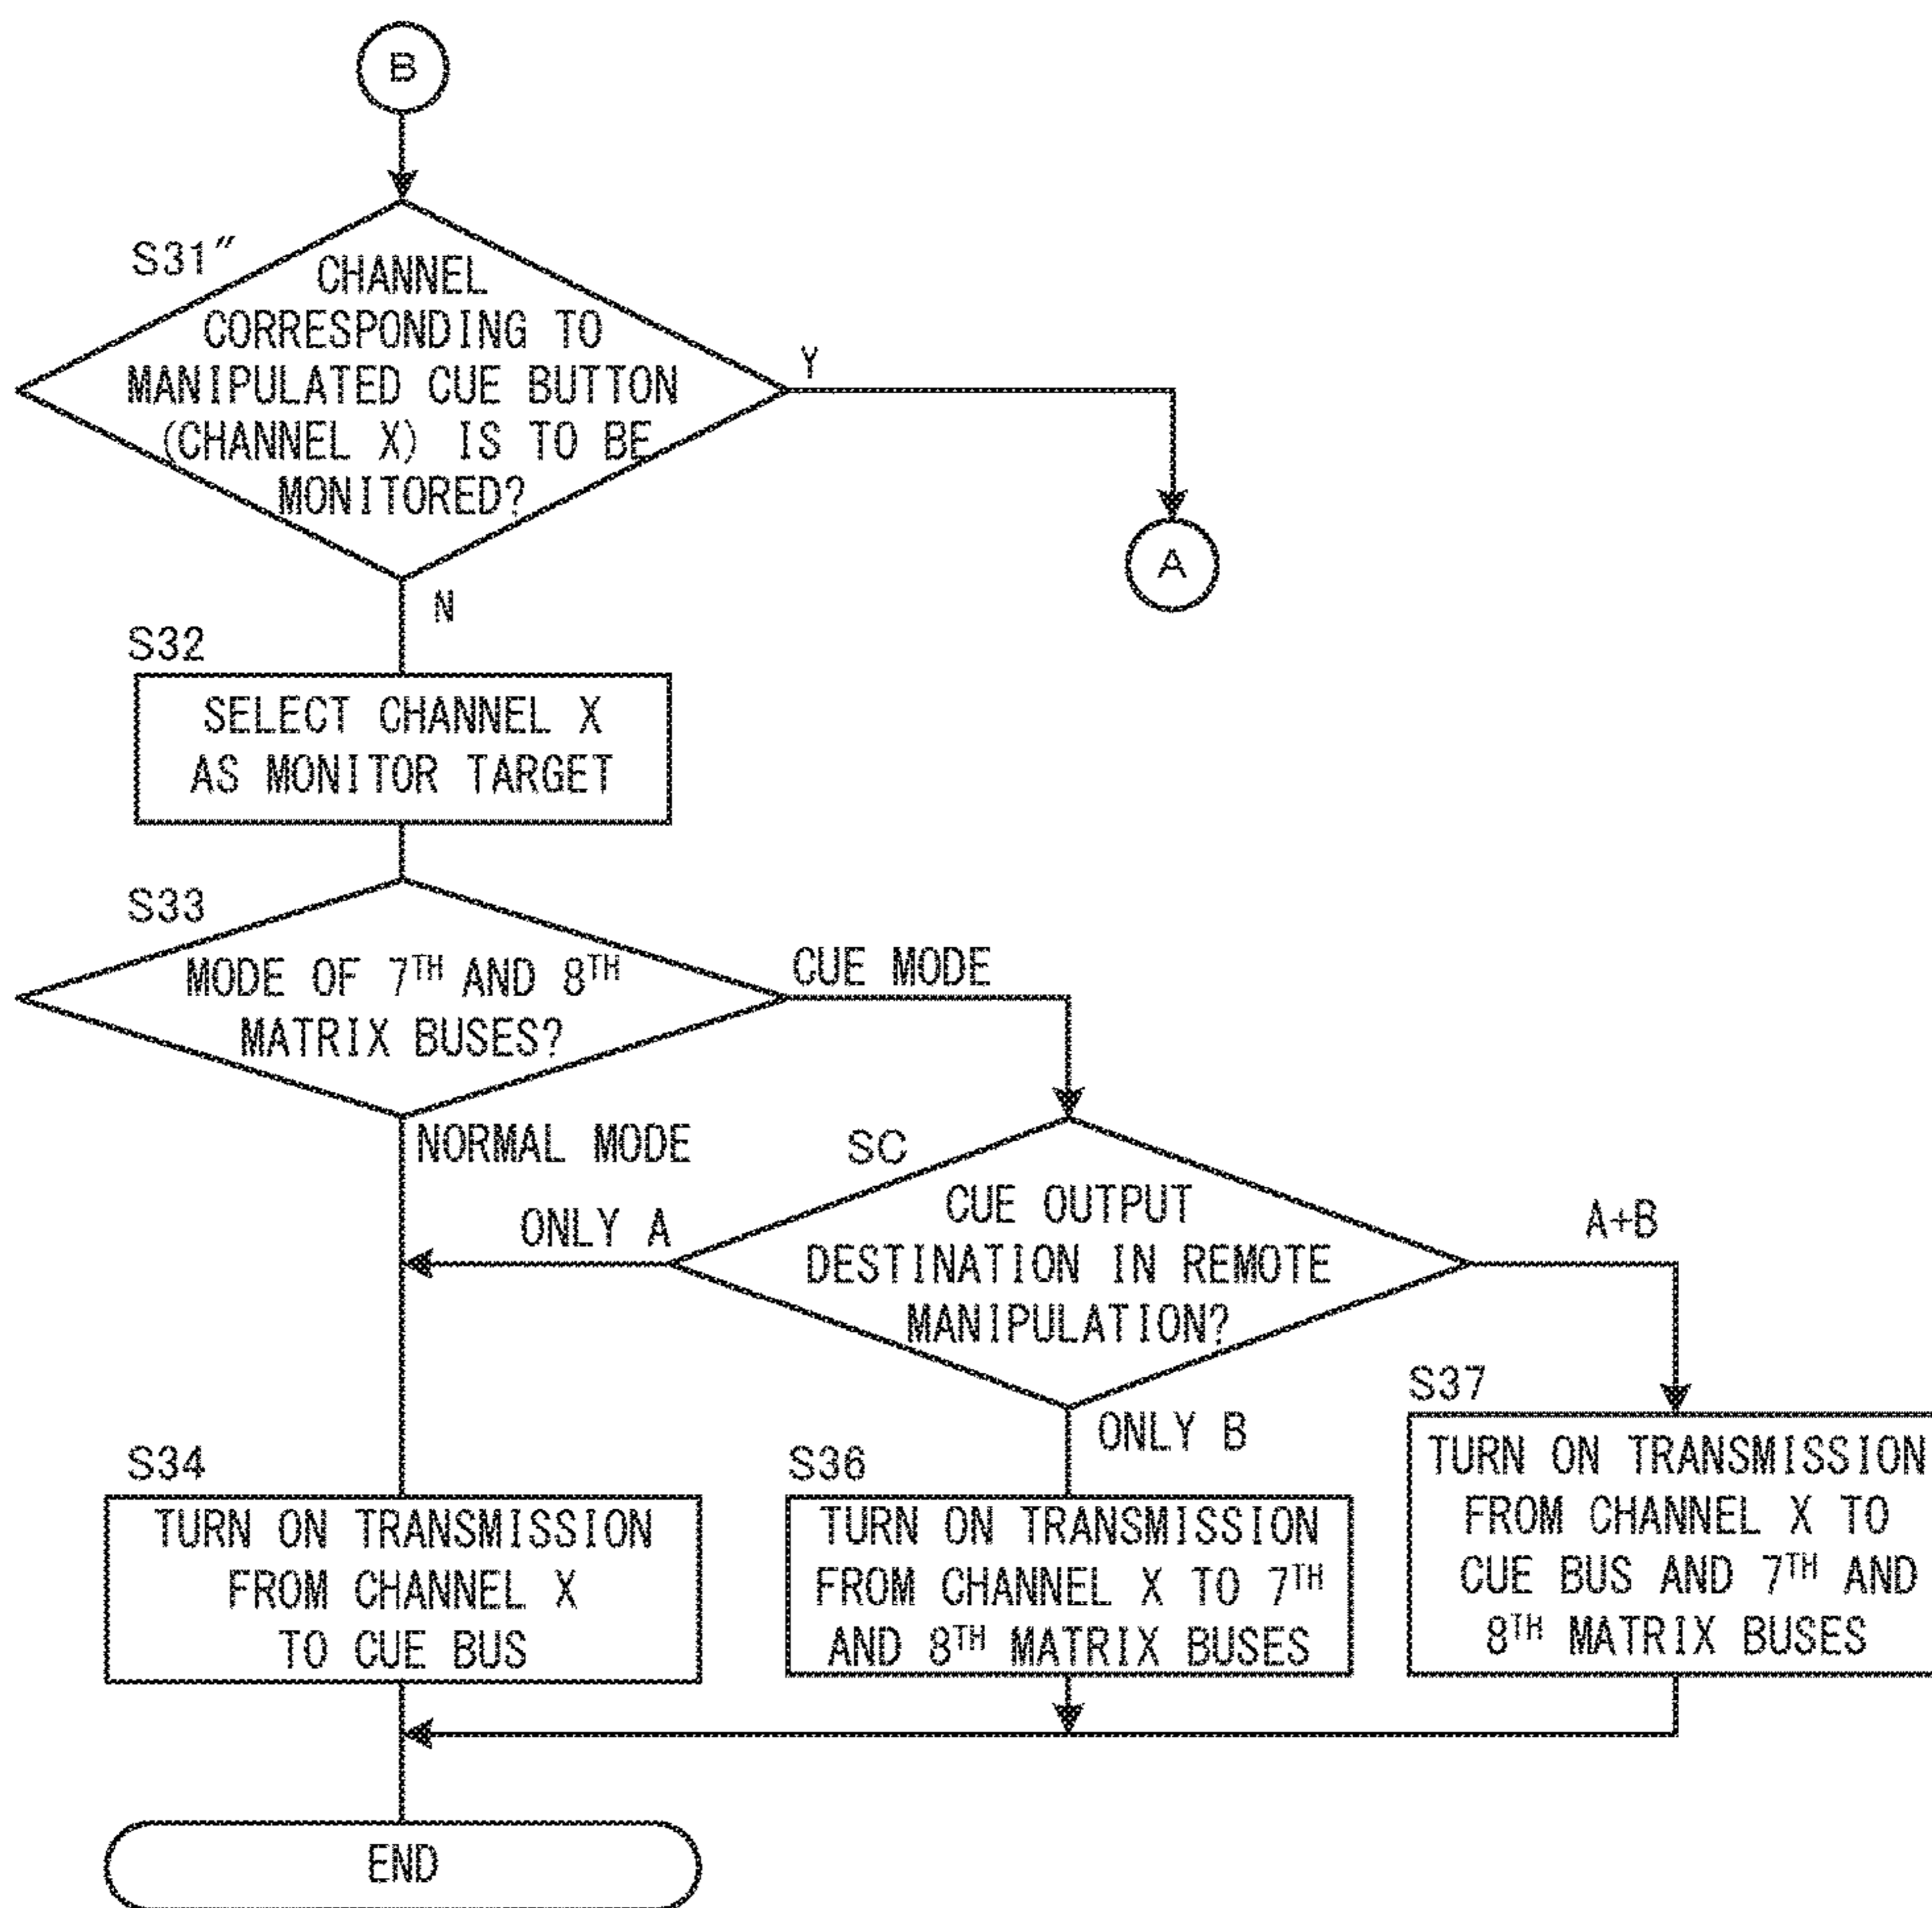 B
S31″
CHANNEL
CORRESPONDING TO
MANIPULATED CUE BUTTON
(CHANNEL X) IS TO BE
MONITORED?
Y
A
N
S32
SELECT CHANNEL X
AS MONITOR TARGET
S33
MODE OF 7TH AND 8TH
MATRIX BUSES?
CUE MODE
NORMAL MODE
SC
CUE OUTPUT
DESTINATION IN REMOTE
MANIPULATION?
ONLY A
A+B
ONLY B
S34
TURN ON TRANSMISSION
FROM CHANNEL X
TO CUE BUS
S36
TURN ON TRANSMISSION
FROM CHANNEL X TO 7TH
AND 8TH MATRIX BUSES
S37
TURN ON TRANSMISSION
FROM CHANNEL X TO
CUE BUS AND 7TH AND
8TH MATRIX BUSES
END